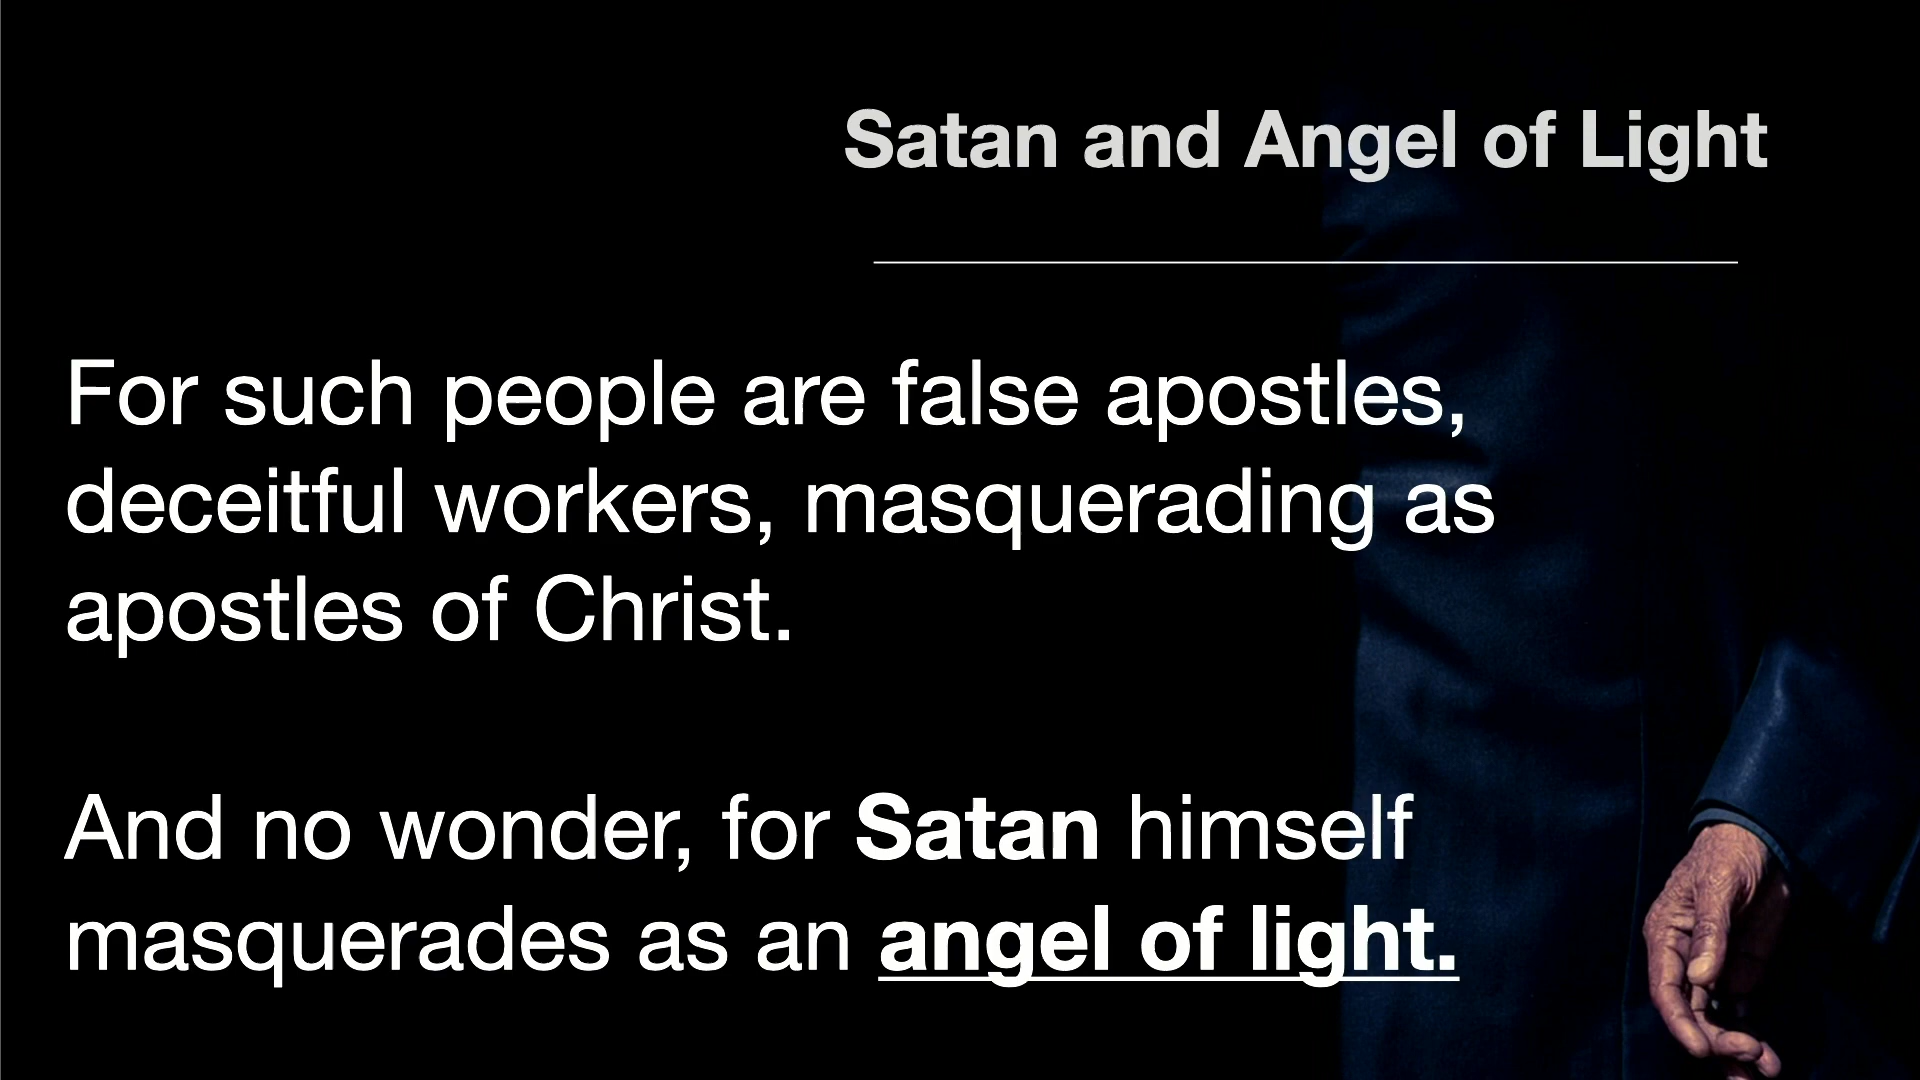 Satan and Angel of Light
For such people are false apostles,
deceitful workers, masquerading as
apostles of Christ.
And no wonder, for Satan himself
masquerades as an angel of light.